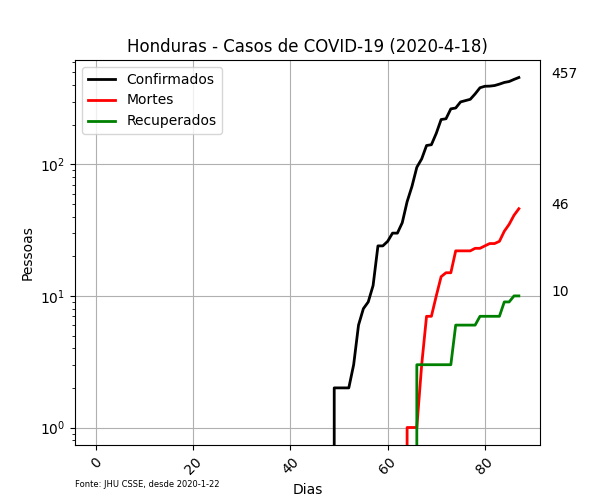 Honduras - Casos de COVID-19 (2020-4-18)
Confirmados
Mortes
Recuperados
457
46
10
Pessoas
10²
10¹
10⁰
0
20
40
60
80
Fonte: JHU CSSE, desde 2020-1-22
Dias